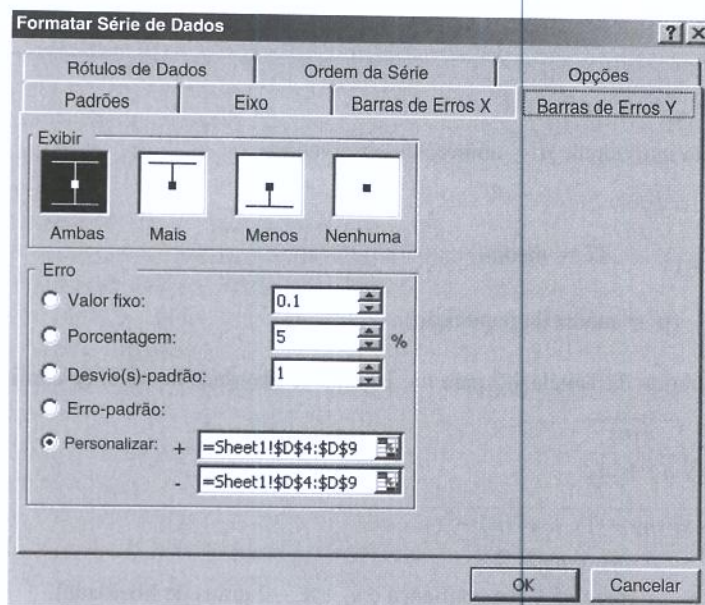 Formatar Série de Dados
Rótulos de Dados Ordem da Série Opções
Padrões Eixo Barras de Erros X Barras de Erros Y
Exibir
Ambas Mais Menos Nenhuma
Erro
Valor fixo: 0.1
Porcentagem: 5 %
Desvio(s)-padrão: 1
Erro-padrão:
Personalizar: + =Sheet1!$D$4:$D$9
- =Sheet1!$D$4:$D$9
OK Cancelar